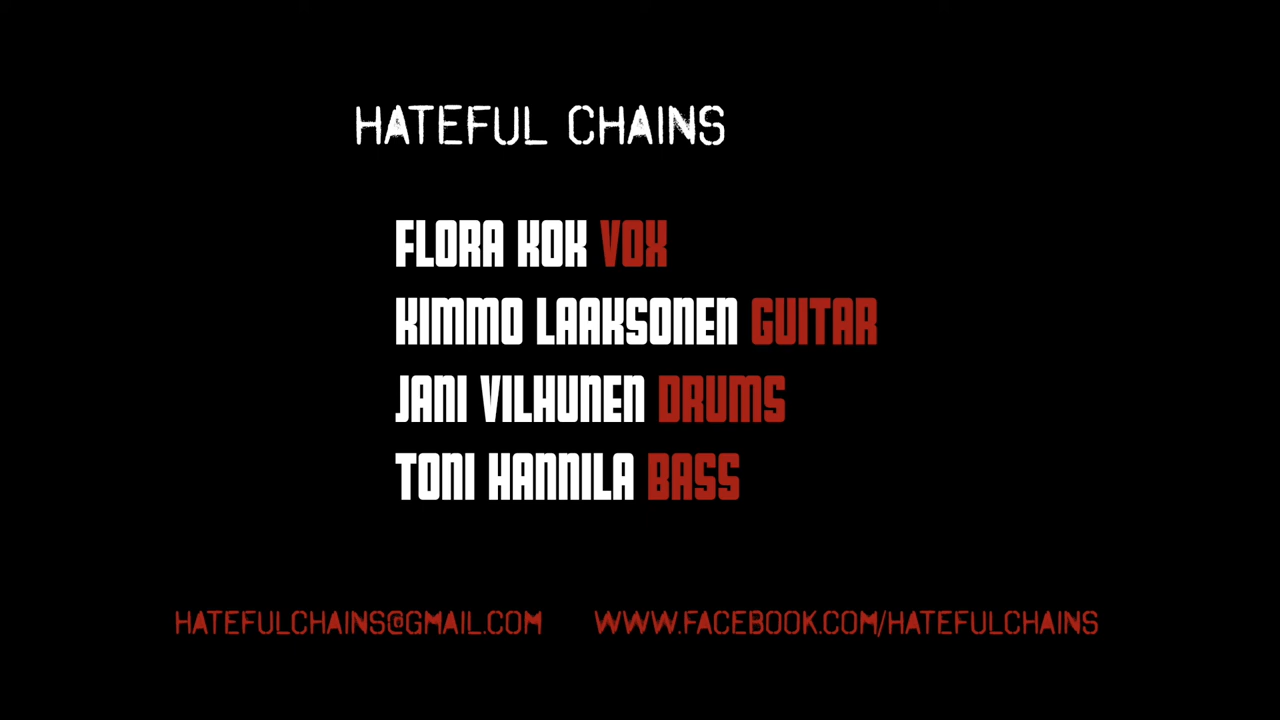 HATEFUL CHAINS
FLORA KOK VOX
KIMMO LAAKSONEN GUITAR
JANI VILHUNEN DRUMS
TONI HANNILA BASS
HATEFULCHAINS@GMAIL.COM WWW.FACEBOOK.COM/HATEFULCHAINS